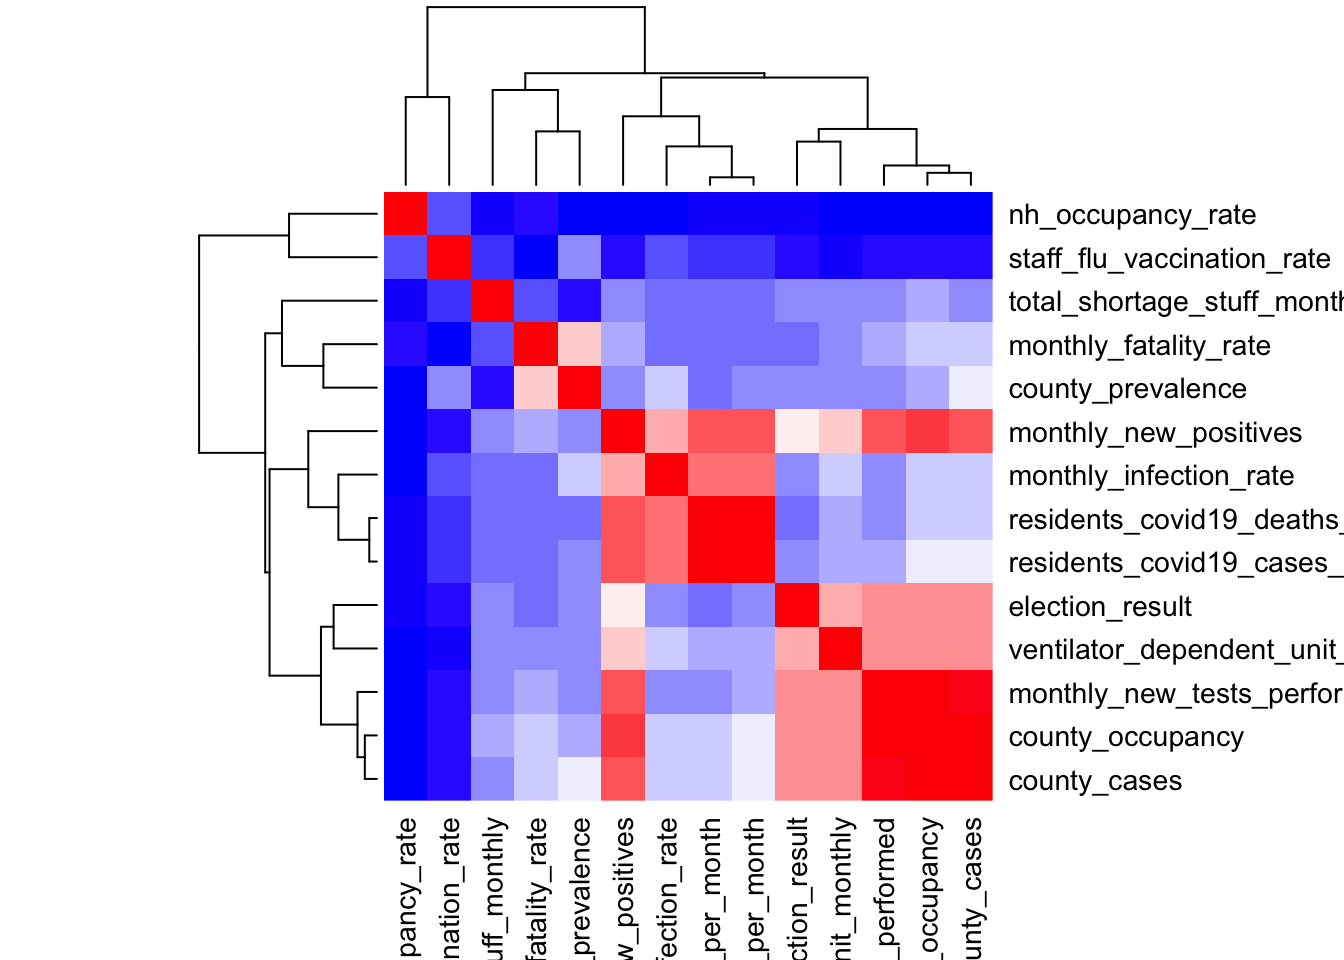 nh_occupancy_rate
staff_flu_vaccination_rate
total_shortage_stuff_month
monthly_fatality_rate
county_prevalence
monthly_new_positives
monthly_infection_rate
residents_covid19_deaths_
residents_covid19_cases_
election_result
ventilator_dependent_unit_
monthly_new_tests_perfor
county_occupancy
county_cases
pancy_rate
nation_rate
uff_monthly
fatality_rate
_prevalence
w_positives
fection_rate
_per_month
_per_month
ction_result
nit_monthly
_performed
_occupancy
unty_cases